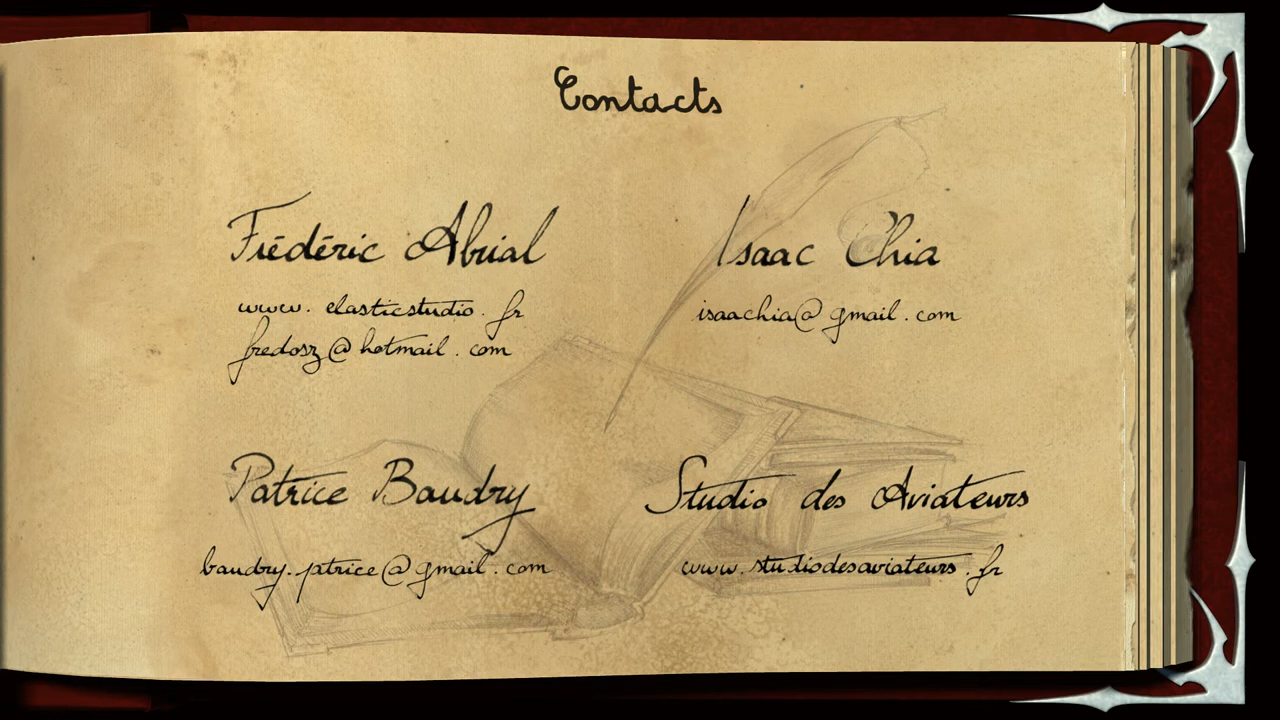 Contacts
Frédéric Abrial
www.elasticstudio.fr
fredosz@hotmail.com
Isaac Chia
isaachia@gmail.com
Patrice Baudry
baudry.patrice@gmail.com
Studio des Aviateurs
www.studiodesaviateurs.fr